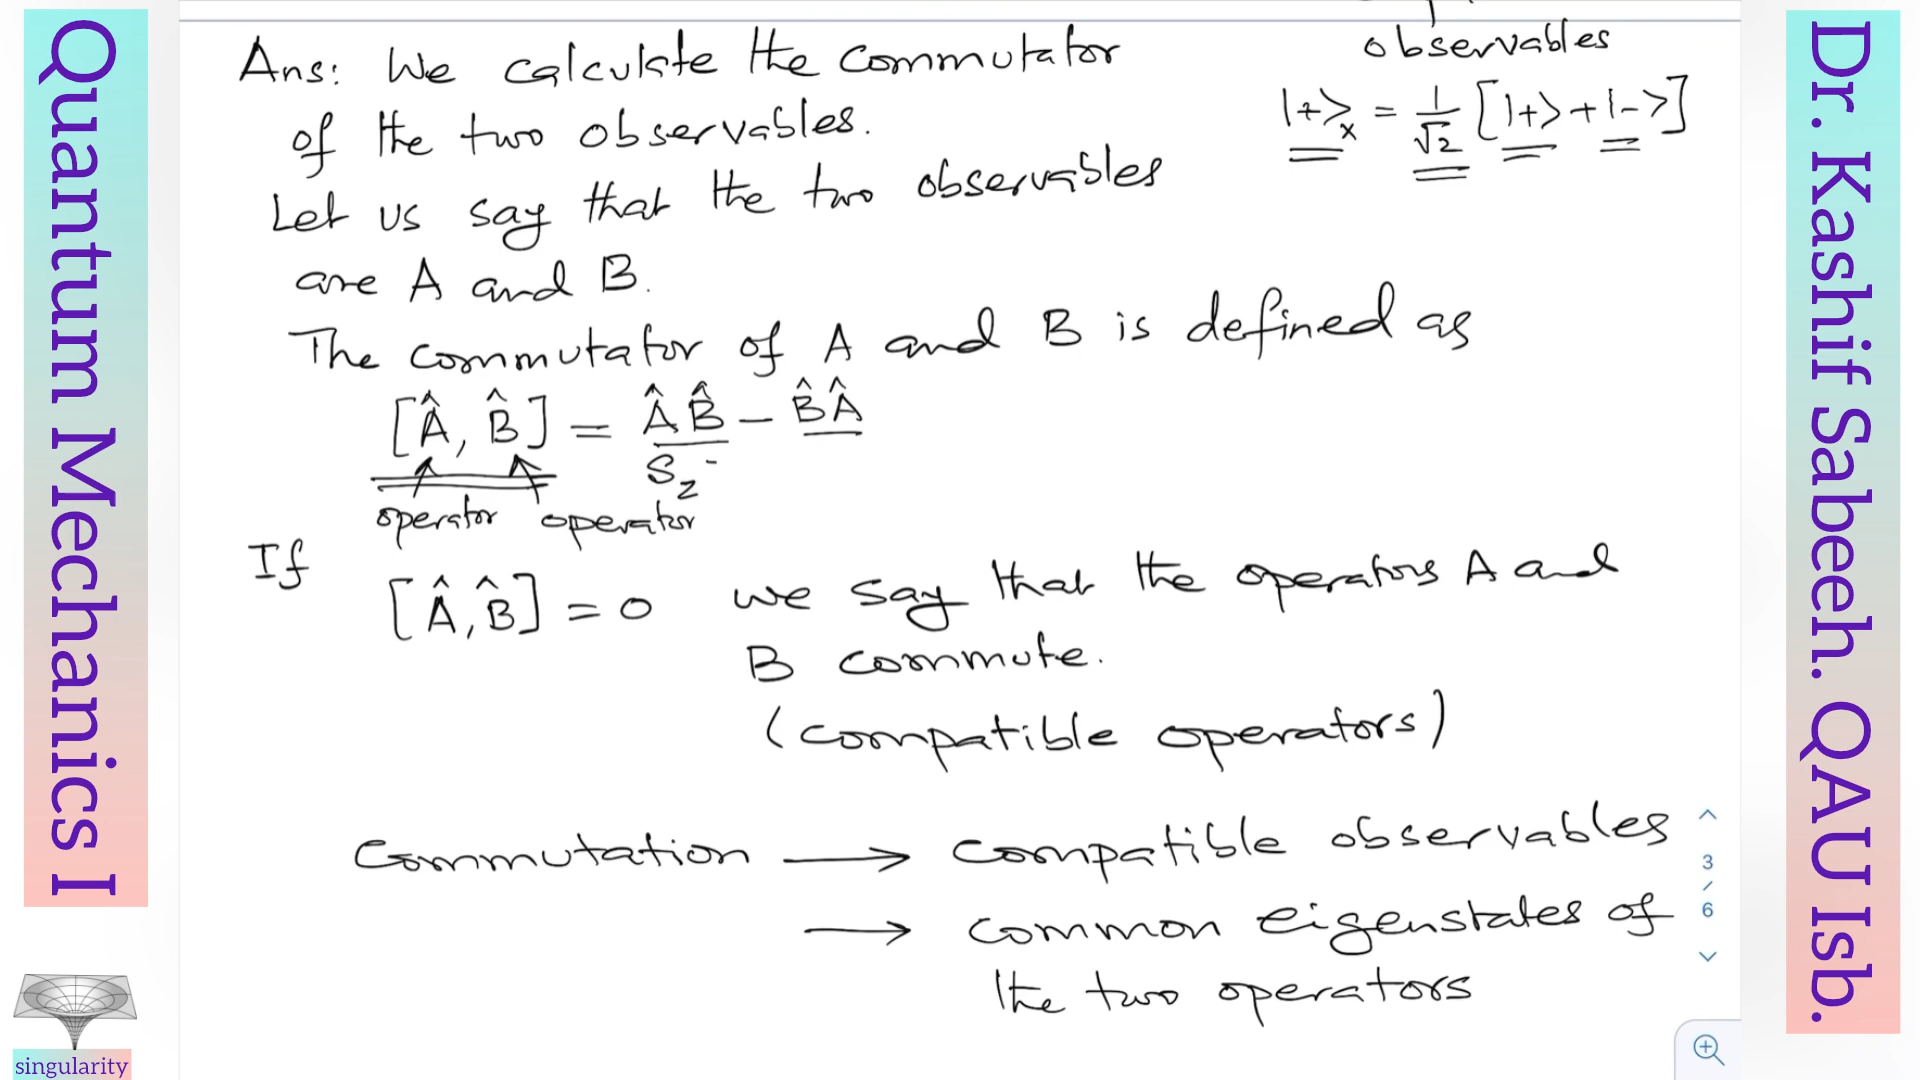 Quantum Mechanics I
singularity
observables
|+>ₓ = 1/√2 [|+> + |->]
Ans: We calculate the commutator
of the two observables.
Let us say that the two observables
are A and B.
The commutator of A and B is defined as
[Â, B̂] = ÂB̂ - B̂Â
S_z -
operator operator
If
[Â, B̂] = 0 we say that the operators A and
B commute.
(compatible operators)
Commutation → compatible observables
→ common eigenstates of
the two operators
3
/
6
Dr. Kashif Sabeeh. QAU Isb.